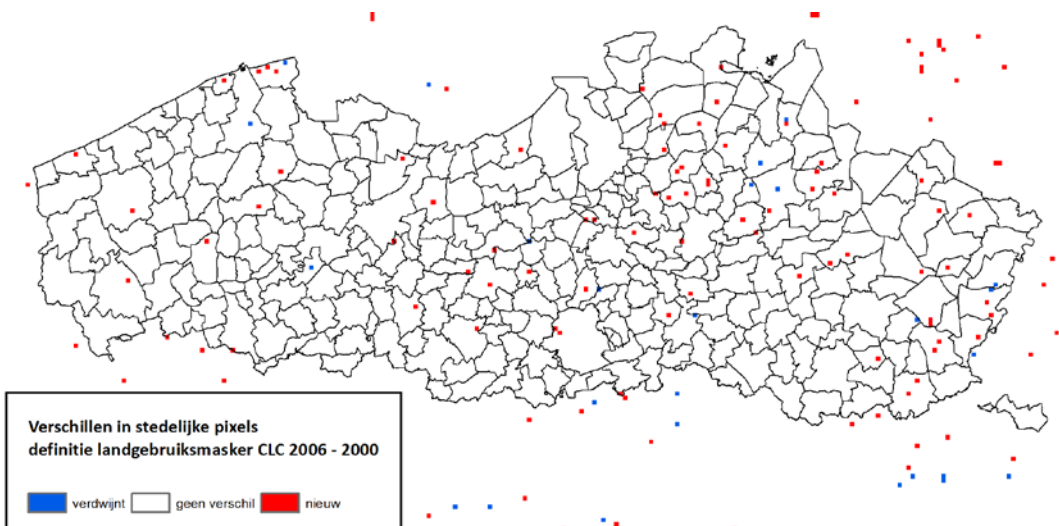 Verschillen in stedelijke pixels
definitie landgebruiksmasker CLC 2006 - 2000
verdwijnt geen verschil nieuw